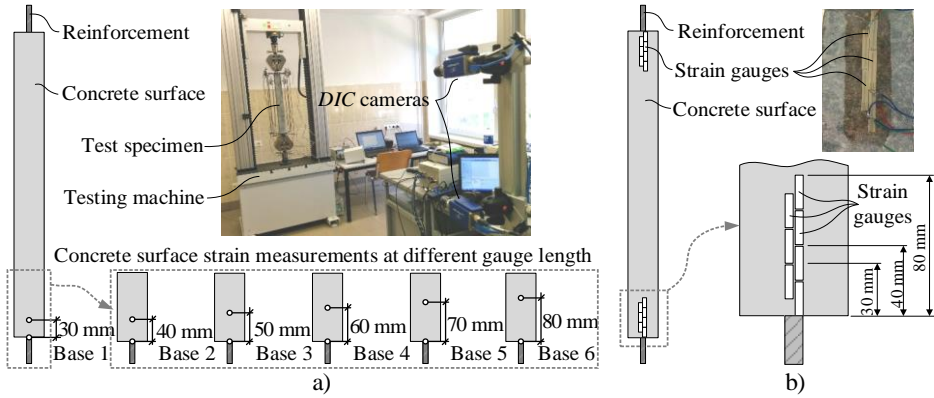 Reinforcement
Concrete surface
Test specimen
Testing machine
DIC cameras
Concrete surface strain measurements at different gauge length
30 mm
Base 1
40 mm
Base 2
50 mm
Base 3
60 mm
Base 4
70 mm
Base 5
80 mm
Base 6
a)
Reinforcement
Strain gauges
Concrete surface
Strain
gauges
30 mm
40 mm
80 mm
b)